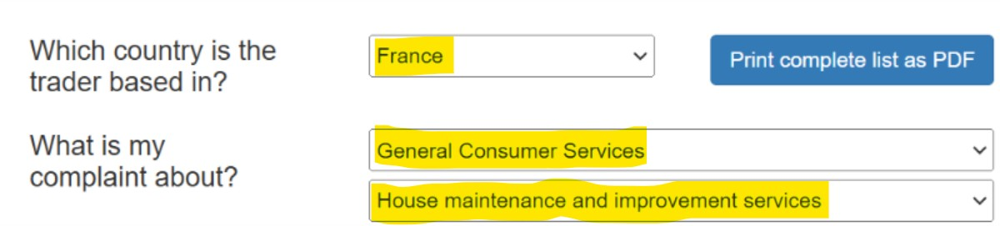 Which country is the
trader based in?
France
Print complete list as PDF
What is my
complaint about?
General Consumer Services
House maintenance and improvement services